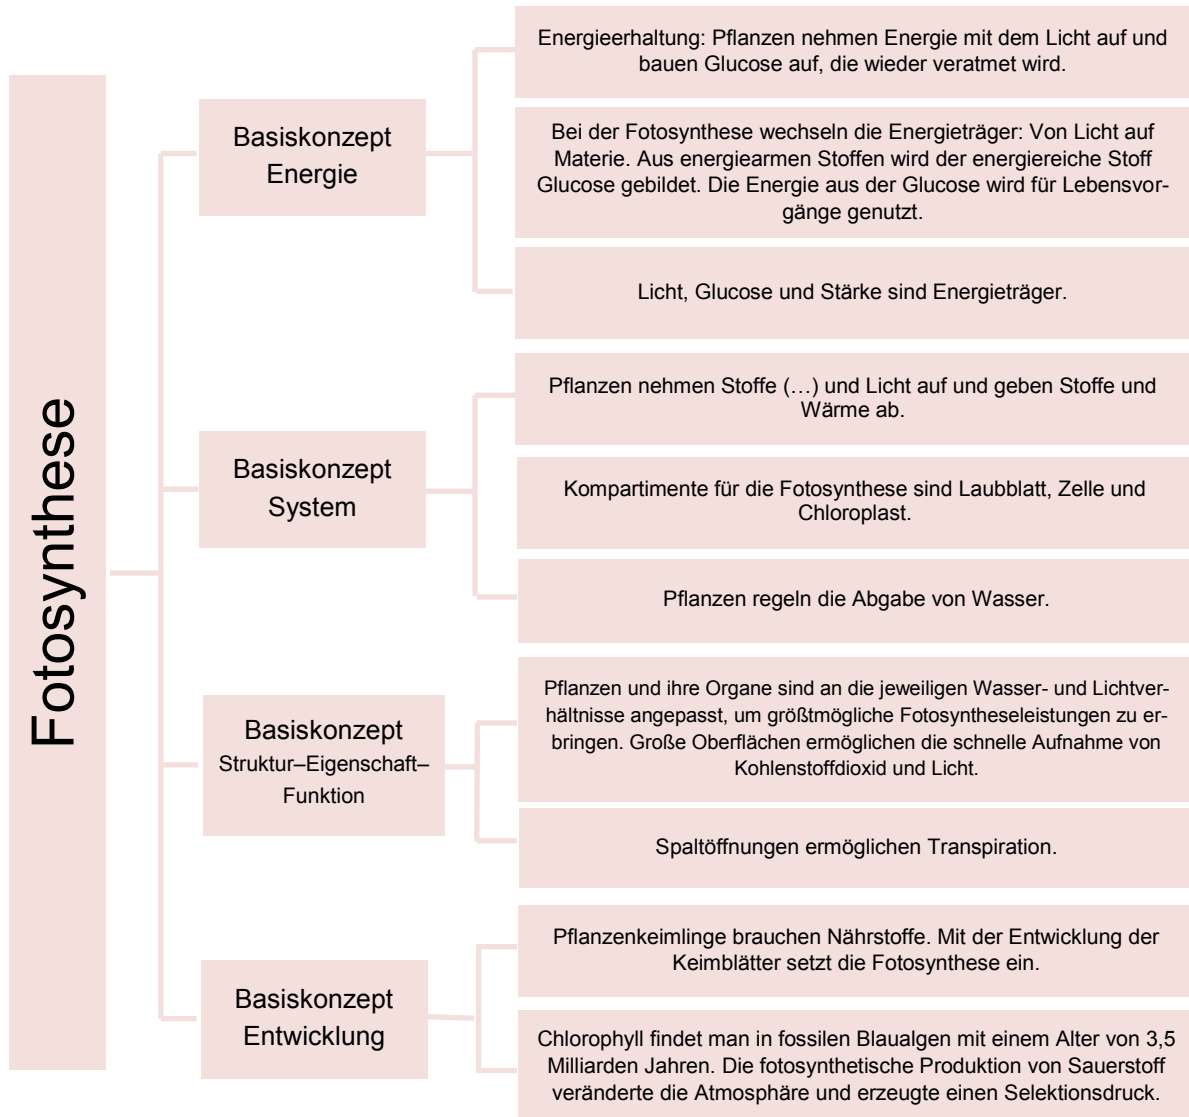 Fotosynthese
Basiskonzept
Energie
Energieerhaltung: Pflanzen nehmen Energie mit dem Licht auf und
bauen Glucose auf, die wieder veratmet wird.
Bei der Fotosynthese wechseln die Energieträger: Von Licht auf
Materie. Aus energiearmen Stoffen wird der energiereiche Stoff
Glucose gebildet. Die Energie aus der Glucose wird für Lebensvor-
gänge genutzt.
Licht, Glucose und Stärke sind Energieträger.
Basiskonzept
System
Pflanzen nehmen Stoffe (…) und Licht auf und geben Stoffe und
Wärme ab.
Kompartimente für die Fotosynthese sind Laubblatt, Zelle und
Chloroplast.
Pflanzen regeln die Abgabe von Wasser.
Basiskonzept
Struktur–Eigenschaft–
Funktion
Pflanzen und ihre Organe sind an die jeweiligen Wasser- und Lichtver-
hältnisse angepasst, um größtmögliche Fotosyntheseleistungen zu er-
bringen. Große Oberflächen ermöglichen die schnelle Aufnahme von
Kohlenstoffdioxid und Licht.
Spaltöffnungen ermöglichen Transpiration.
Basiskonzept
Entwicklung
Pflanzenkeimlinge brauchen Nährstoffe. Mit der Entwicklung der
Keimblätter setzt die Fotosynthese ein.
Chlorophyll findet man in fossilen Blaualgen mit einem Alter von 3,5
Milliarden Jahren. Die fotosynthetische Produktion von Sauerstoff
veränderte die Atmosphäre und erzeugte einen Selektionsdruck.